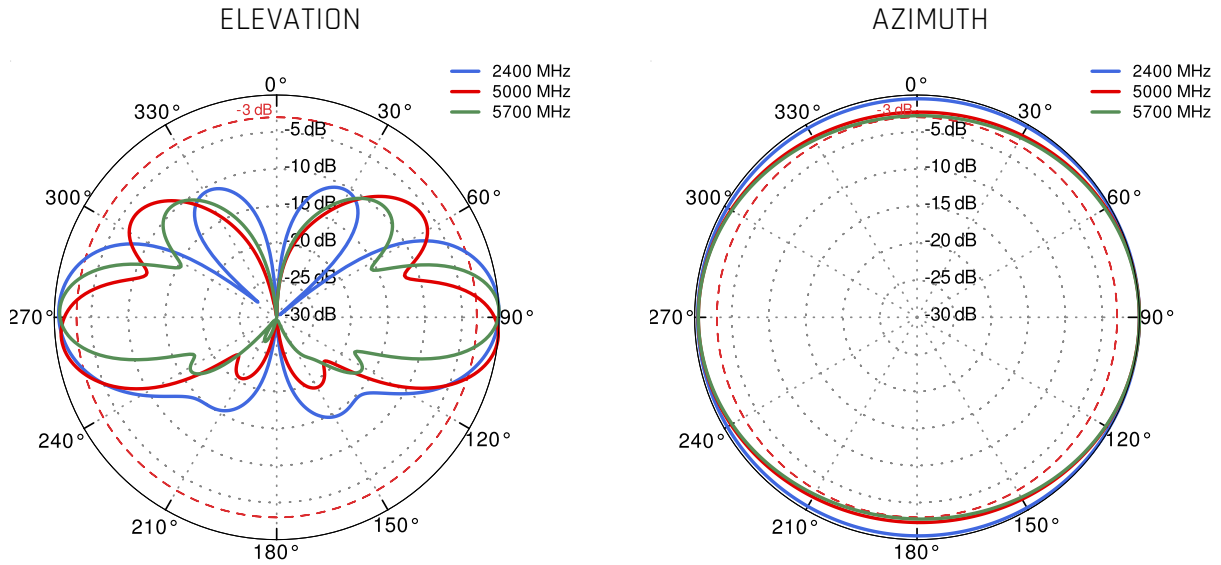 ELEVATION
2400 MHz
5000 MHz
5700 MHz
0°
330°
30°
-3 dB
-5 dB
-10 dB
300°
60°
-15 dB
-20 dB
-25 dB
270°
-30 dB
90°
240°
120°
210°
150°
180°
AZIMUTH
2400 MHz
5000 MHz
5700 MHz
0°
330°
30°
-3 dB
-5 dB
-10 dB
300°
60°
-15 dB
-20 dB
-25 dB
270°
-30 dB
90°
240°
120°
210°
150°
180°